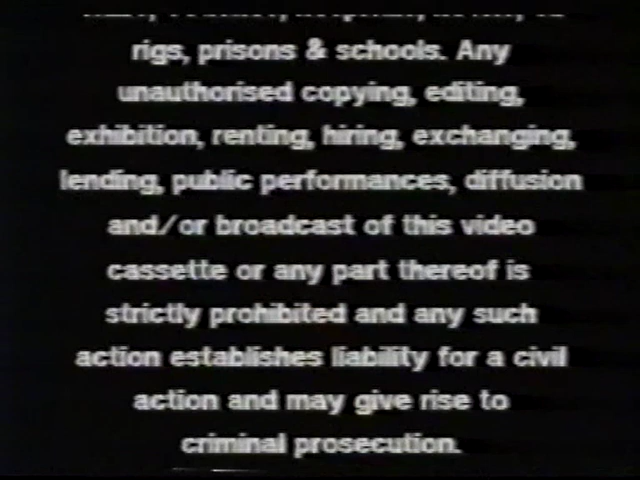 rigs, prisons & schools. Any
unauthorised copying, editing,
exhibition, renting, hiring, exchanging,
lending, public performances, diffusion
and/or broadcast of this video
cassette or any part thereof is
strictly prohibited and any such
action establishes liability for a civil
action and may give rise to
criminal prosecution.